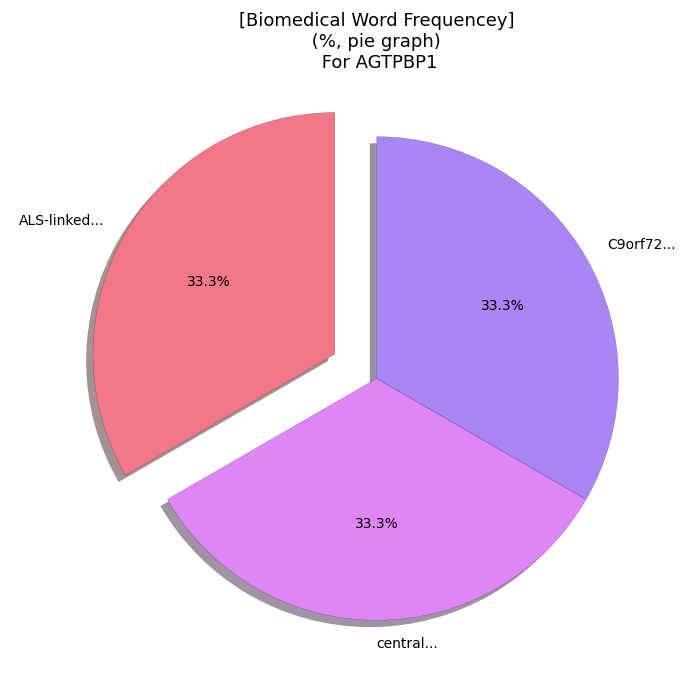 [Biomedical Word Frequencey]
(%, pie graph)
For AGTPBP1
ALS-linked...
C9orf72...
33.3%
33.3%
33.3%
central...